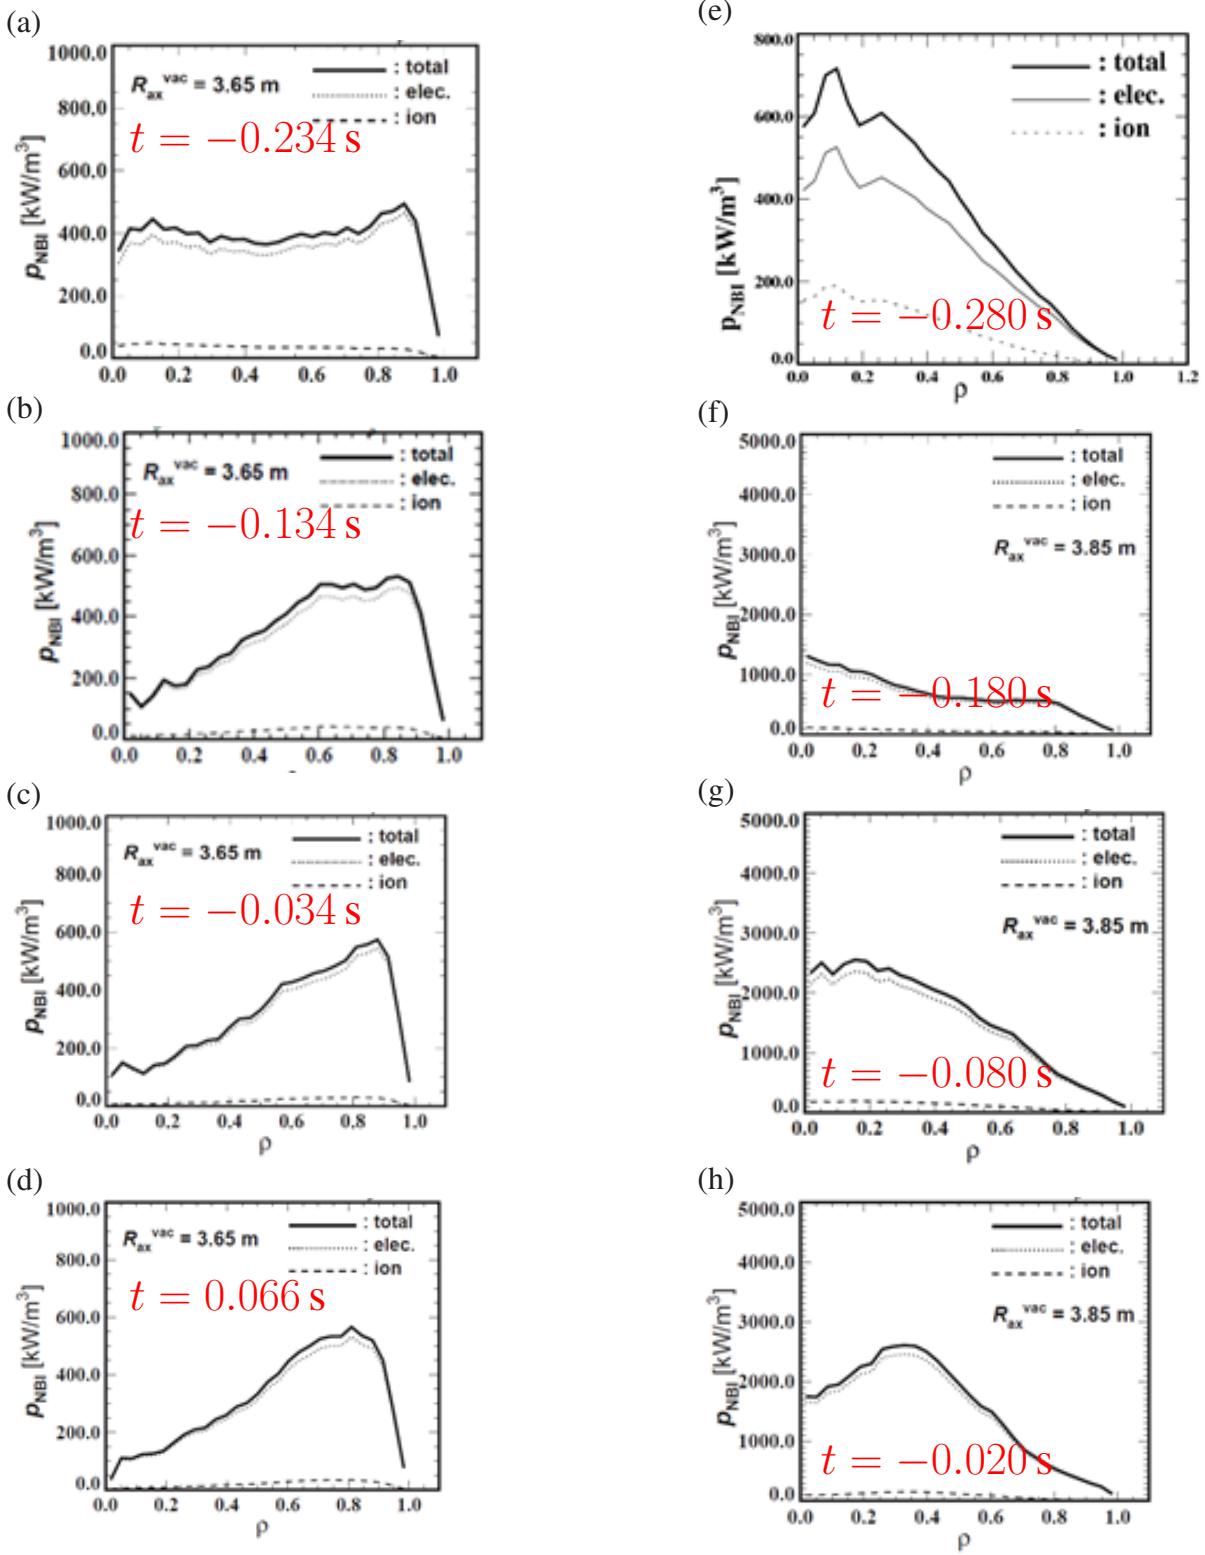 (a)
1000.0
800.0
600.0
400.0
200.0
0.0
p_NBI [kW/m³]
R_ax^vac = 3.65 m
: total
: elec.
: ion
t = −0.234 s
0.0 0.2 0.4 0.6 0.8 1.0
(b)
1000.0
800.0
600.0
400.0
200.0
0.0
p_NBI [kW/m³]
R_ax^vac = 3.65 m
: total
: elec.
: ion
t = −0.134 s
0.0 0.2 0.4 0.6 0.8 1.0
(c)
1000.0
800.0
600.0
400.0
200.0
0.0
p_NBI [kW/m³]
R_ax^vac = 3.65 m
: total
: elec.
: ion
t = −0.034 s
0.0 0.2 0.4 0.6 0.8 1.0
ρ
(d)
1000.0
800.0
600.0
400.0
200.0
0.0
p_NBI [kW/m³]
R_ax^vac = 3.65 m
: total
: elec.
: ion
t = 0.066 s
0.0 0.2 0.4 0.6 0.8 1.0
ρ
(e)
800.0
600.0
400.0
200.0
0.0
p_NBI [kW/m³]
: total
: elec.
: ion
t = −0.280 s
0.0 0.2 0.4 0.6 0.8 1.0 1.2
ρ
(f)
5000.0
4000.0
3000.0
2000.0
1000.0
0.0
p_NBI [kW/m³]
: total
: elec.
: ion
R_ax^vac = 3.85 m
t = −0.180 s
0.0 0.2 0.4 0.6 0.8 1.0
ρ
(g)
5000.0
4000.0
3000.0
2000.0
1000.0
0.0
p_NBI [kW/m³]
: total
: elec.
: ion
R_ax^vac = 3.85 m
t = −0.080 s
0.0 0.2 0.4 0.6 0.8 1.0
ρ
(h)
5000.0
4000.0
3000.0
2000.0
1000.0
0.0
p_NBI [kW/m³]
: total
: elec.
: ion
R_ax^vac = 3.85 m
t = −0.020 s
0.0 0.2 0.4 0.6 0.8 1.0
ρ